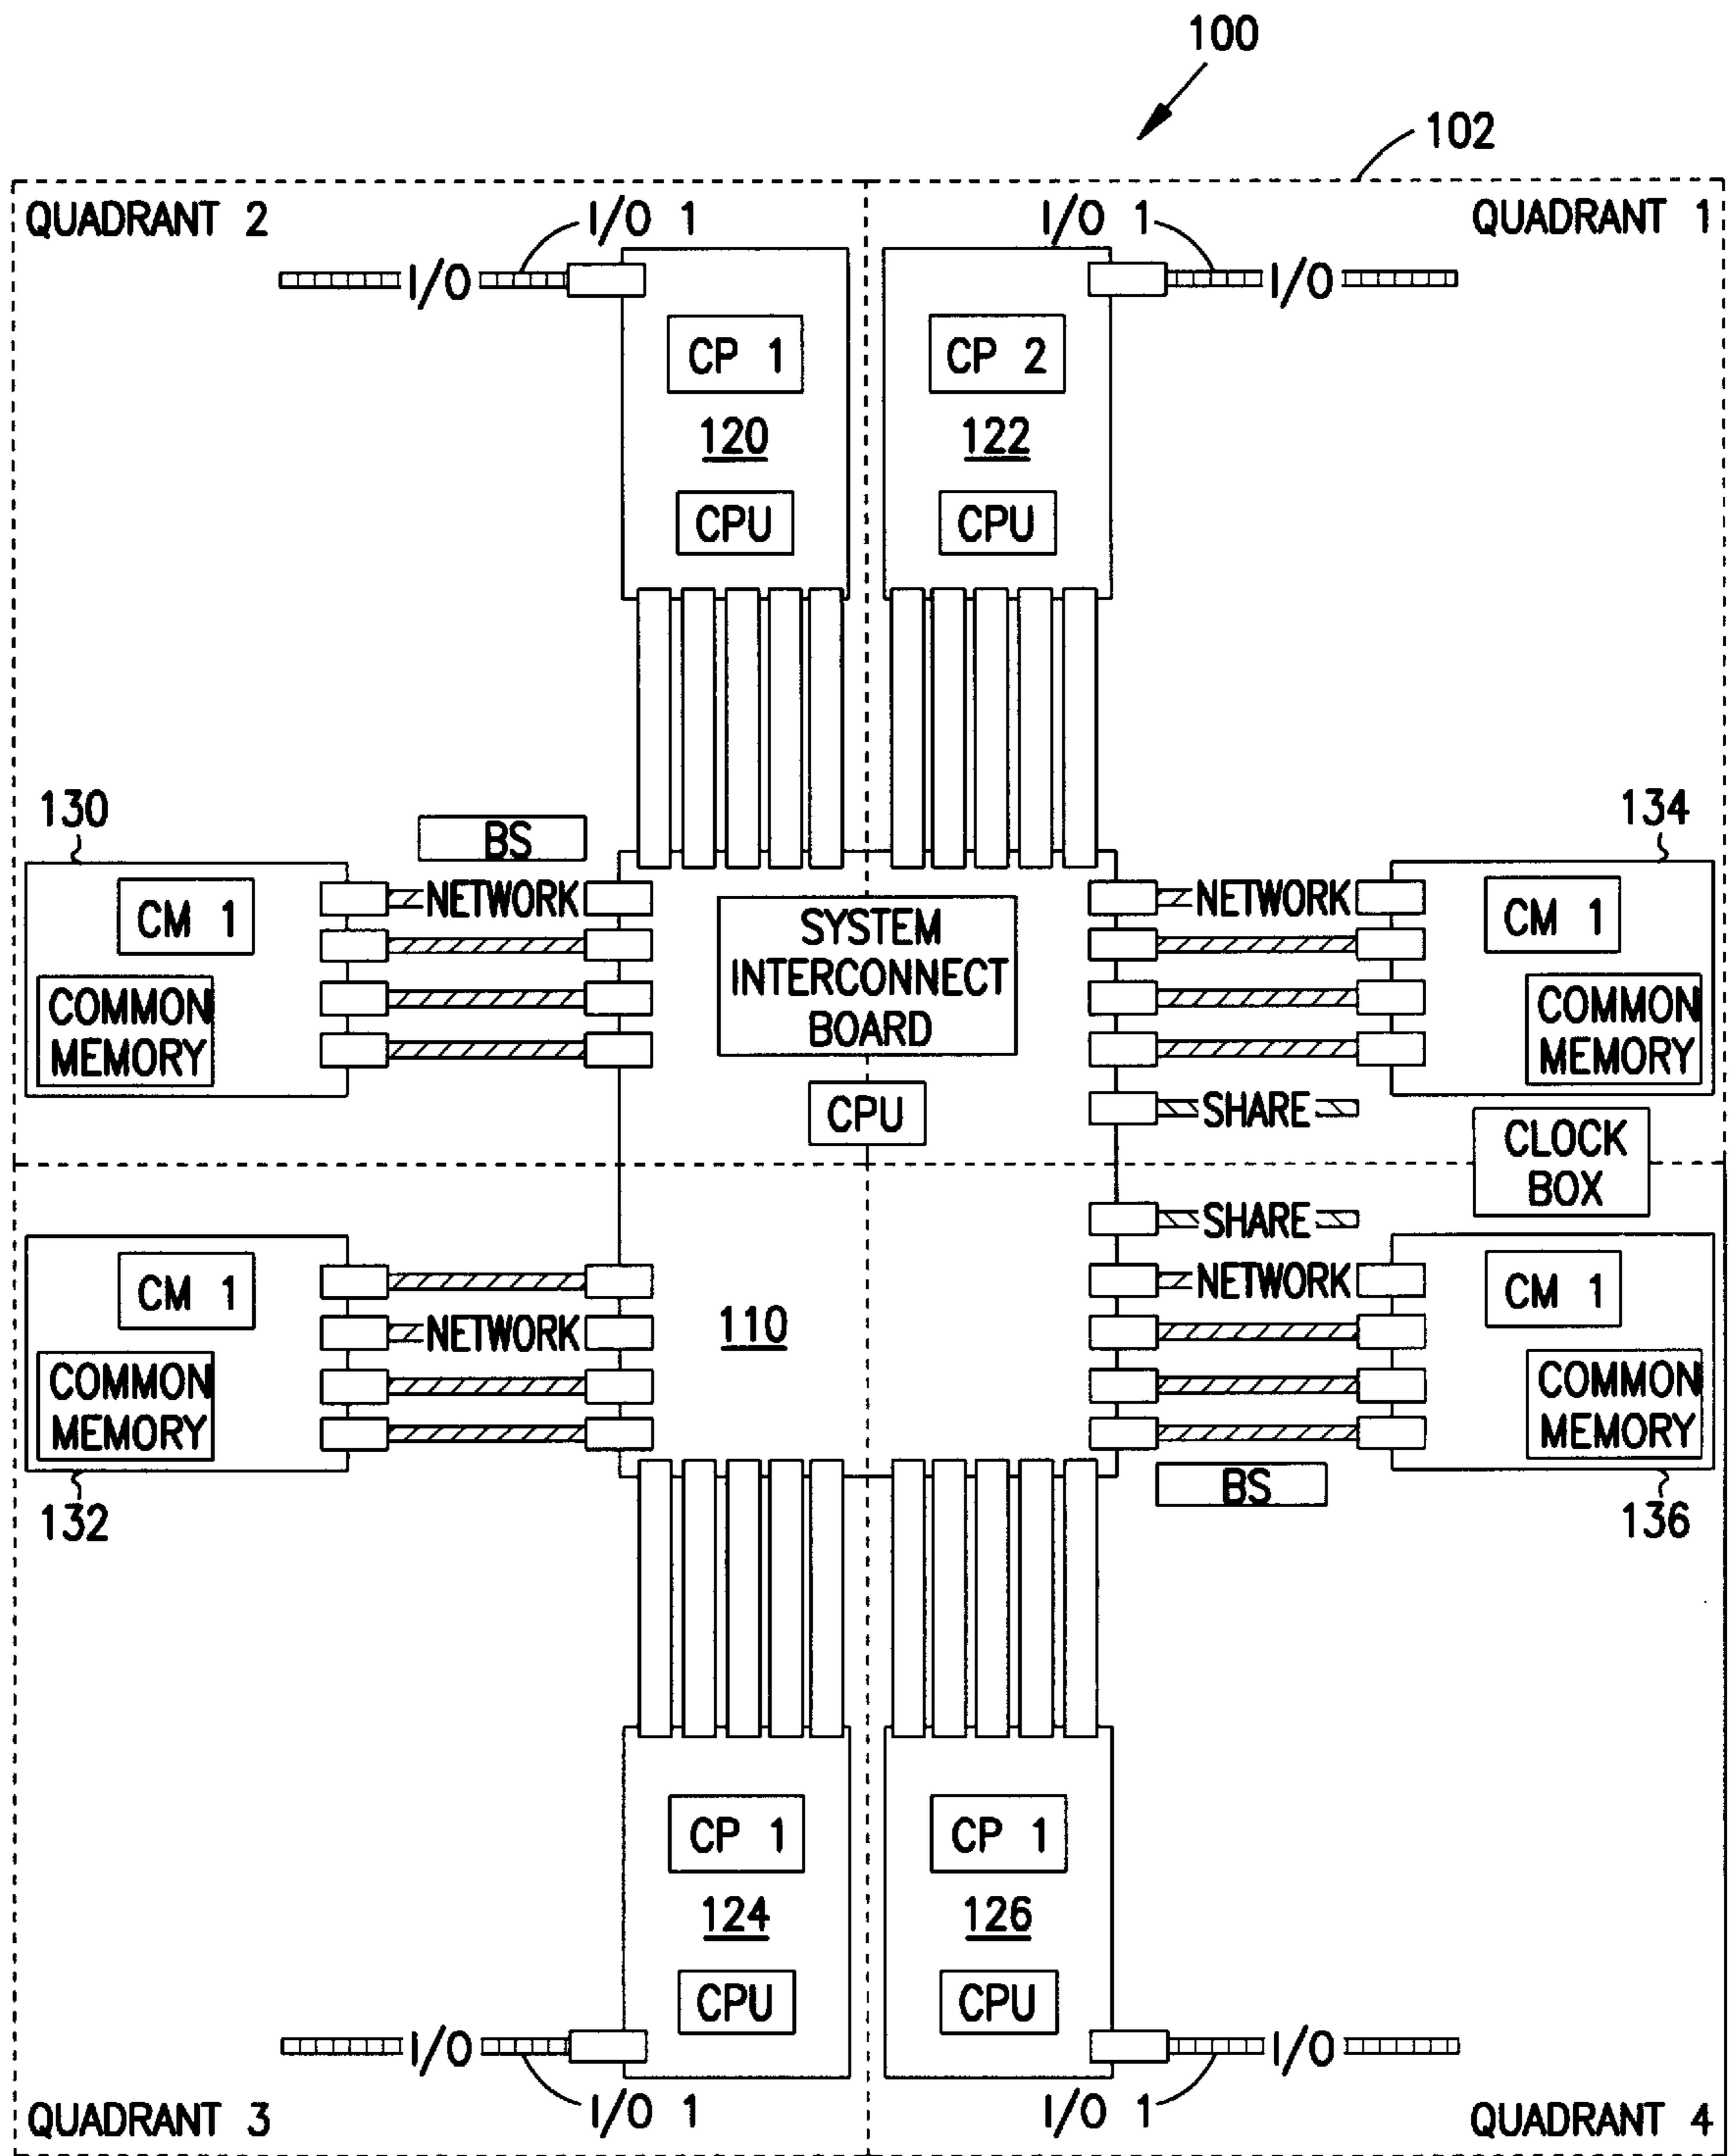 100
102
QUADRANT 2
I/O 1
I/O 1
QUADRANT 1
I/O
I/O
CP 1
CP 2
120
122
CPU
CPU
130
134
BS
NETWORK
NETWORK
CM 1
CM 1
SYSTEM
INTERCONNECT
BOARD
COMMON
MEMORY
COMMON
MEMORY
CPU
SHARE
CLOCK
BOX
SHARE
NETWORK
CM 1
CM 1
NETWORK
110
COMMON
MEMORY
COMMON
MEMORY
BS
132
136
CP 1
CP 1
124
126
CPU
CPU
I/O
I/O
I/O 1
I/O 1
QUADRANT 3
QUADRANT 4